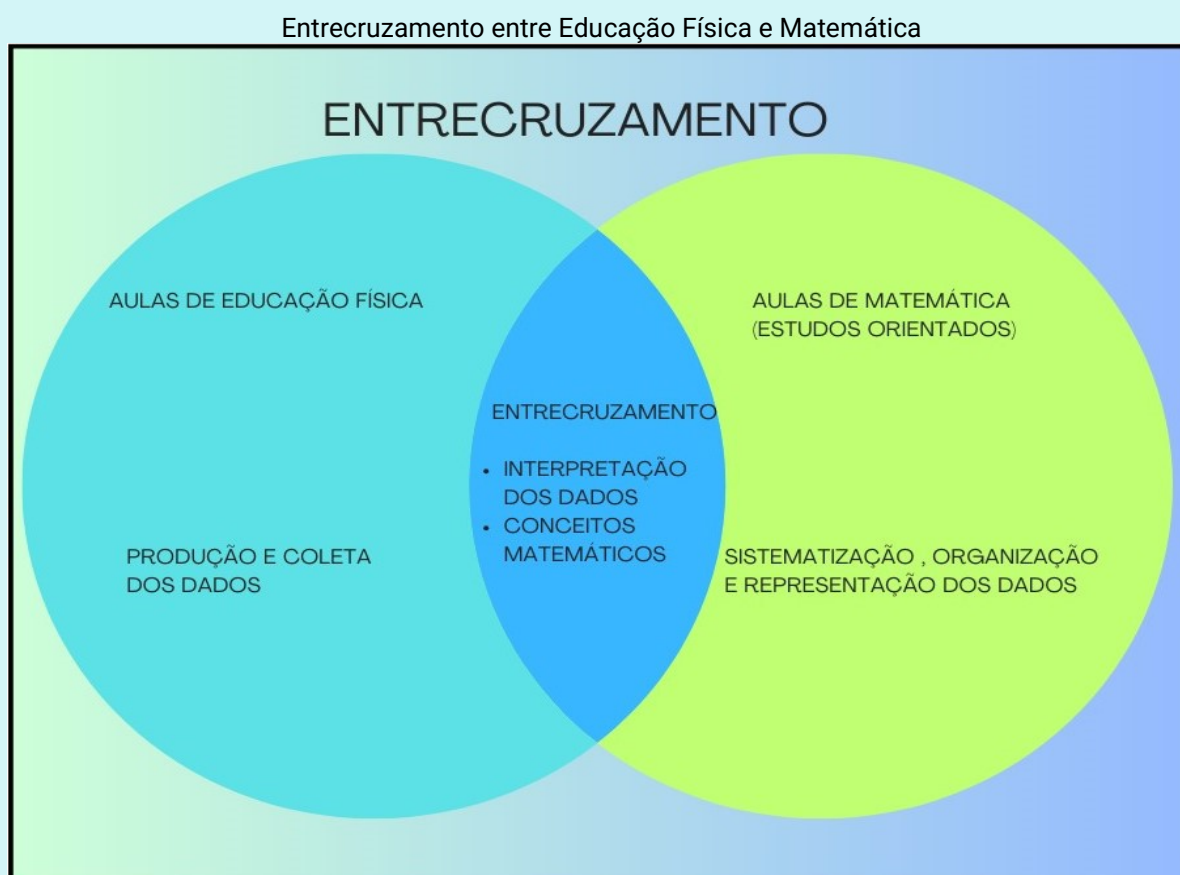 Entrecruzamento entre Educação Física e Matemática
ENTRECRUZAMENTO
AULAS DE EDUCAÇÃO FÍSICA
PRODUÇÃO E COLETA
DOS DADOS
ENTRECRUZAMENTO
• INTERPRETAÇÃO
DOS DADOS
• CONCEITOS
MATEMÁTICOS
AULAS DE MATEMÁTICA
(ESTUDOS ORIENTADOS)
SISTEMATIZAÇÃO , ORGANIZAÇÃO
E REPRESENTAÇÃO DOS DADOS